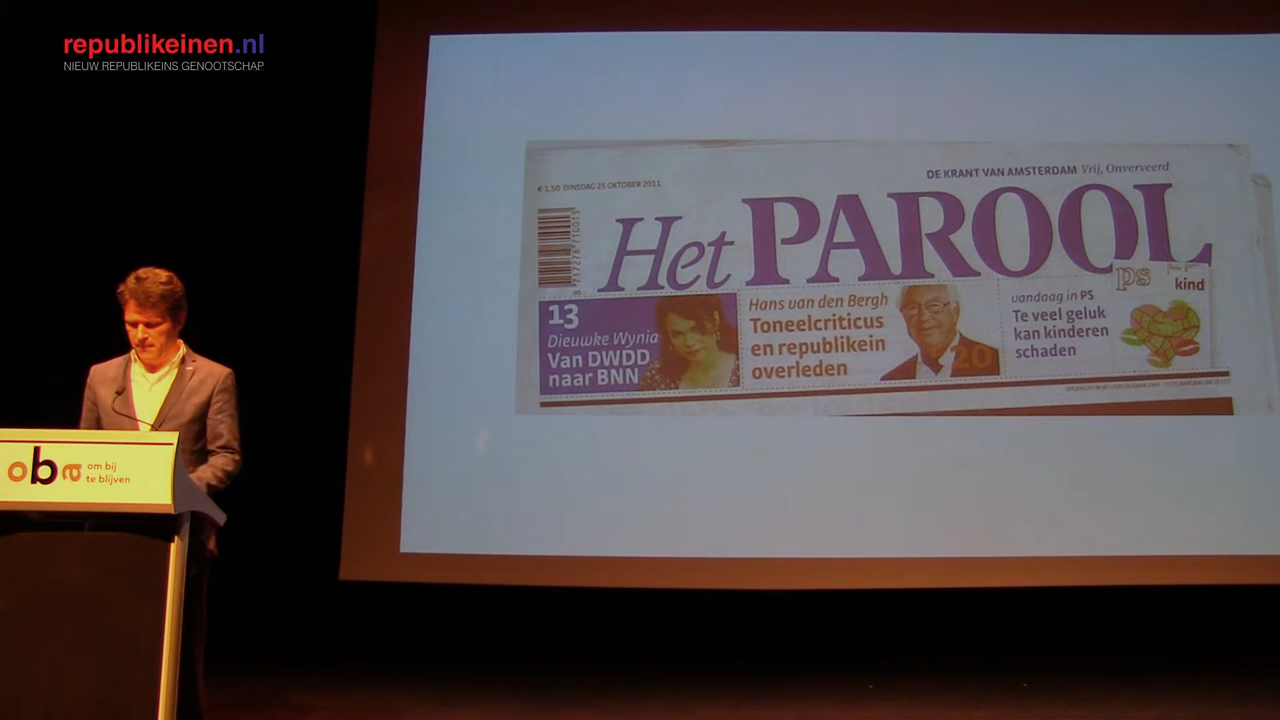 republikeinen.nl
NIEUW REPUBLIKEINS GENOOTSCHAP
DE KRANT VAN AMSTERDAM Vrij, Onverveerd
€ 1,50 DINSDAG 25 OKTOBER 2011
Het PAROOL
13
Dieuwke Wynia
Van DWDD
naar BNN
Hans van den Bergh
Toneelcriticus
en republikein
overleden
20
vandaag in PS
Te veel geluk
kan kinderen
schaden
ps
kind
oba om bij
te blijven